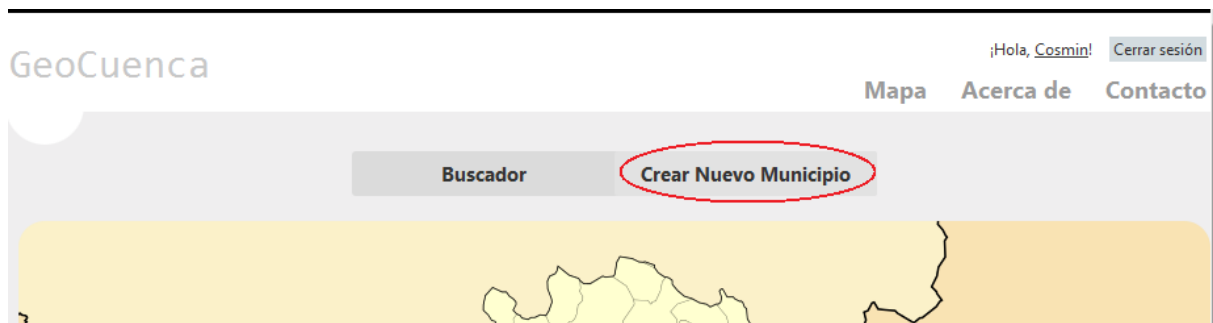 ¡Hola, Cosmin! Cerrar sesión
GeoCuenca
Mapa Acerca de Contacto
Buscador Crear Nuevo Municipio